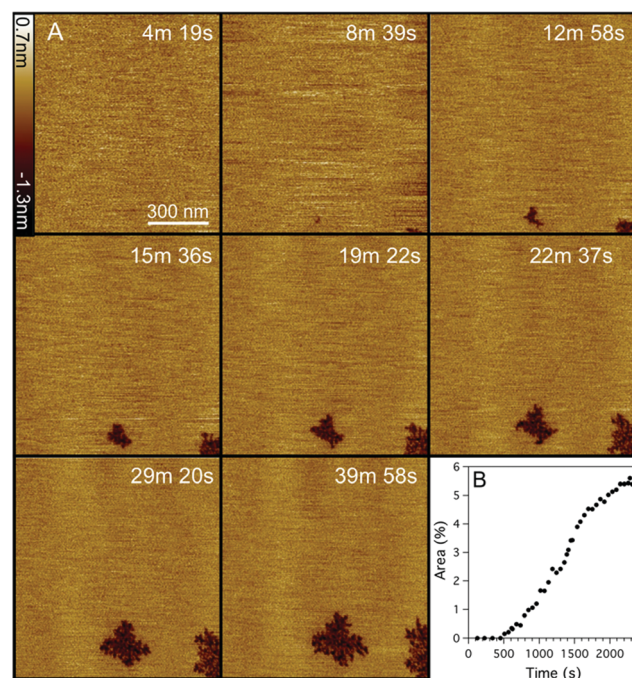 0.7nm
-1.3nm
A
4m 19s
300 nm
8m 39s
12m 58s
15m 36s
19m 22s
22m 37s
29m 20s
39m 58s
B
Area (%)
6
5
4
3
2
1
0
0 500 1000 1500 2000
Time (s)